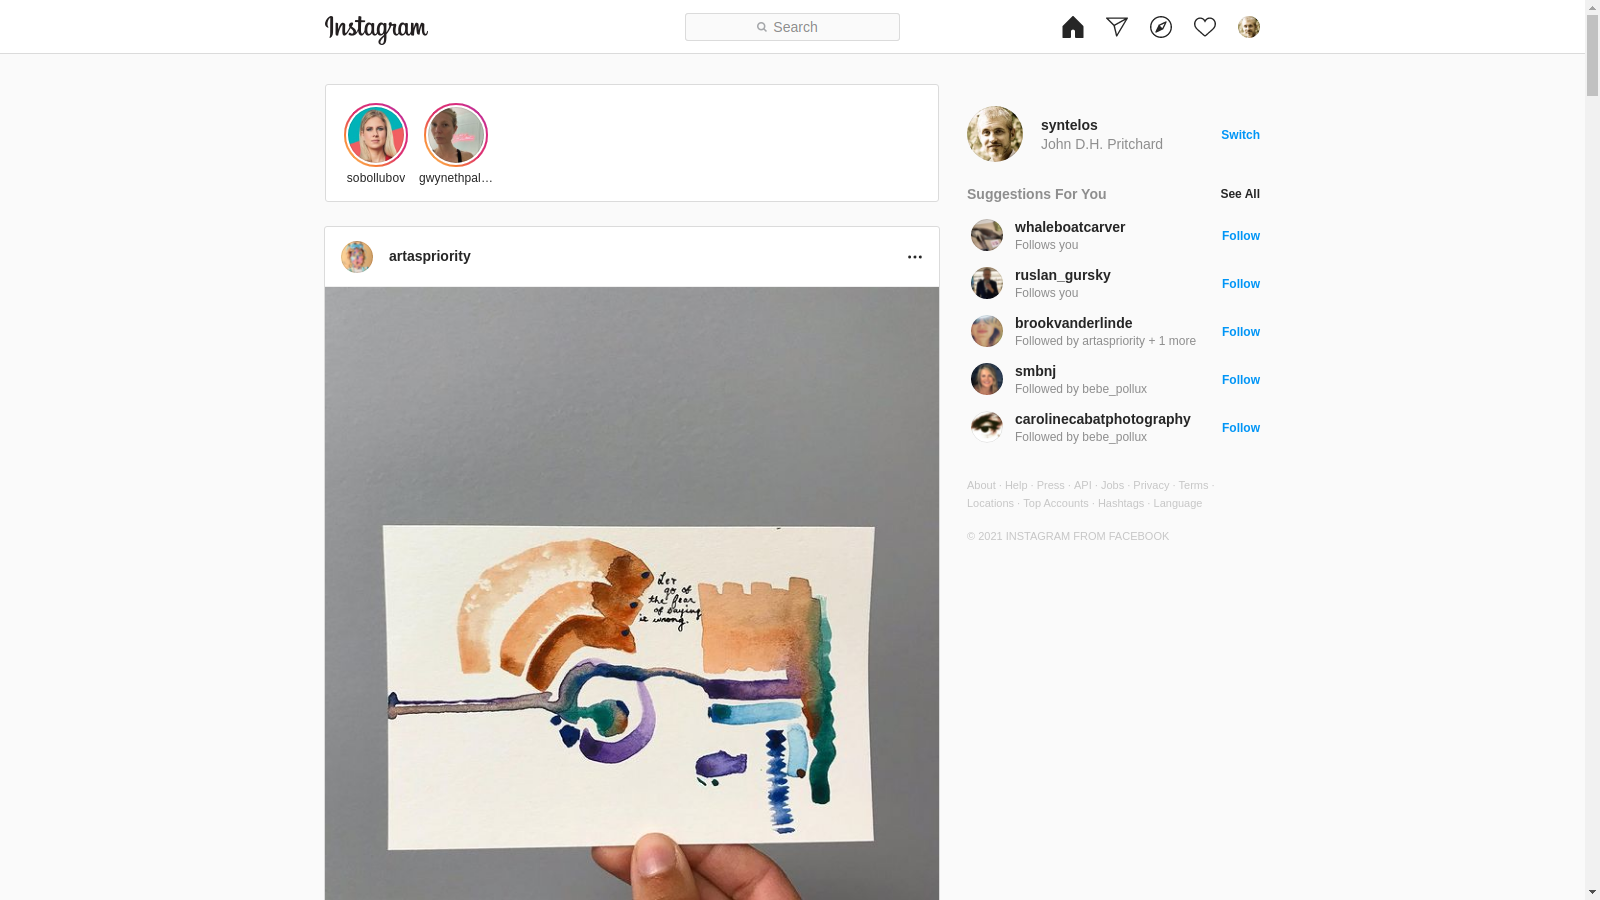 Instagram
Search
sobollubov
gwynethpal...
syntelos
John D.H. Pritchard
Switch
Suggestions For You
See All
artaspriority
whaleboatcarver
Follows you
Follow
ruslan_gursky
Follows you
Follow
brookvanderlinde
Followed by artaspriority + 1 more
Follow
smbnj
Followed by bebe_pollux
Follow
carolinecabatphotography
Followed by bebe_pollux
Follow
About · Help · Press · API · Jobs · Privacy · Terms ·
Locations · Top Accounts · Hashtags · Language
© 2021 INSTAGRAM FROM FACEBOOK
Let
go of
the fear
of saying
it wrong.